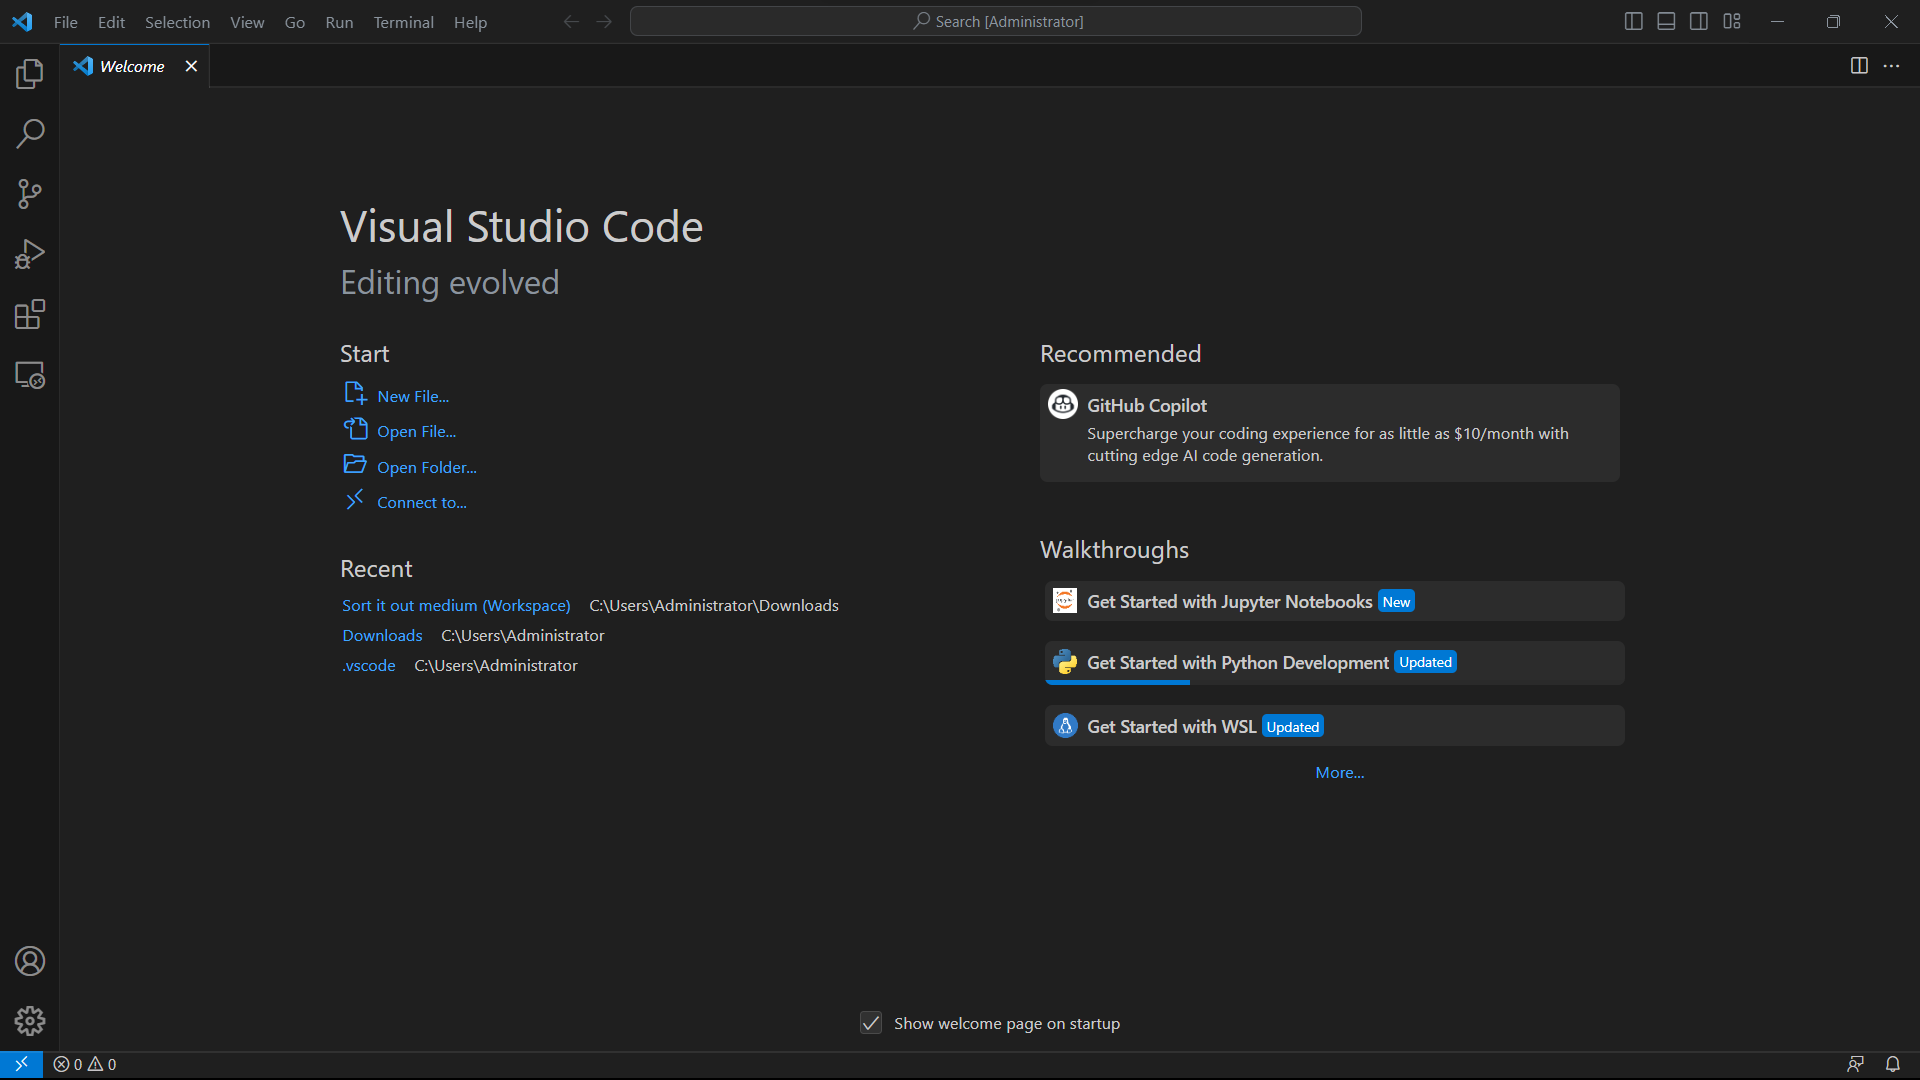 File Edit Selection View Go Run Terminal Help Search [Administrator]
Welcome
Visual Studio Code
Editing evolved
Start
New File...
Open File...
Open Folder...
Connect to...
Recent
Sort it out medium (Workspace) C:\Users\Administrator\Downloads
Downloads C:\Users\Administrator
.vscode C:\Users\Administrator
Recommended
GitHub Copilot
Supercharge your coding experience for as little as $10/month with
cutting edge AI code generation.
Walkthroughs
Get Started with Jupyter Notebooks New
Get Started with Python Development Updated
Get Started with WSL Updated
More...
Show welcome page on startup
0 0